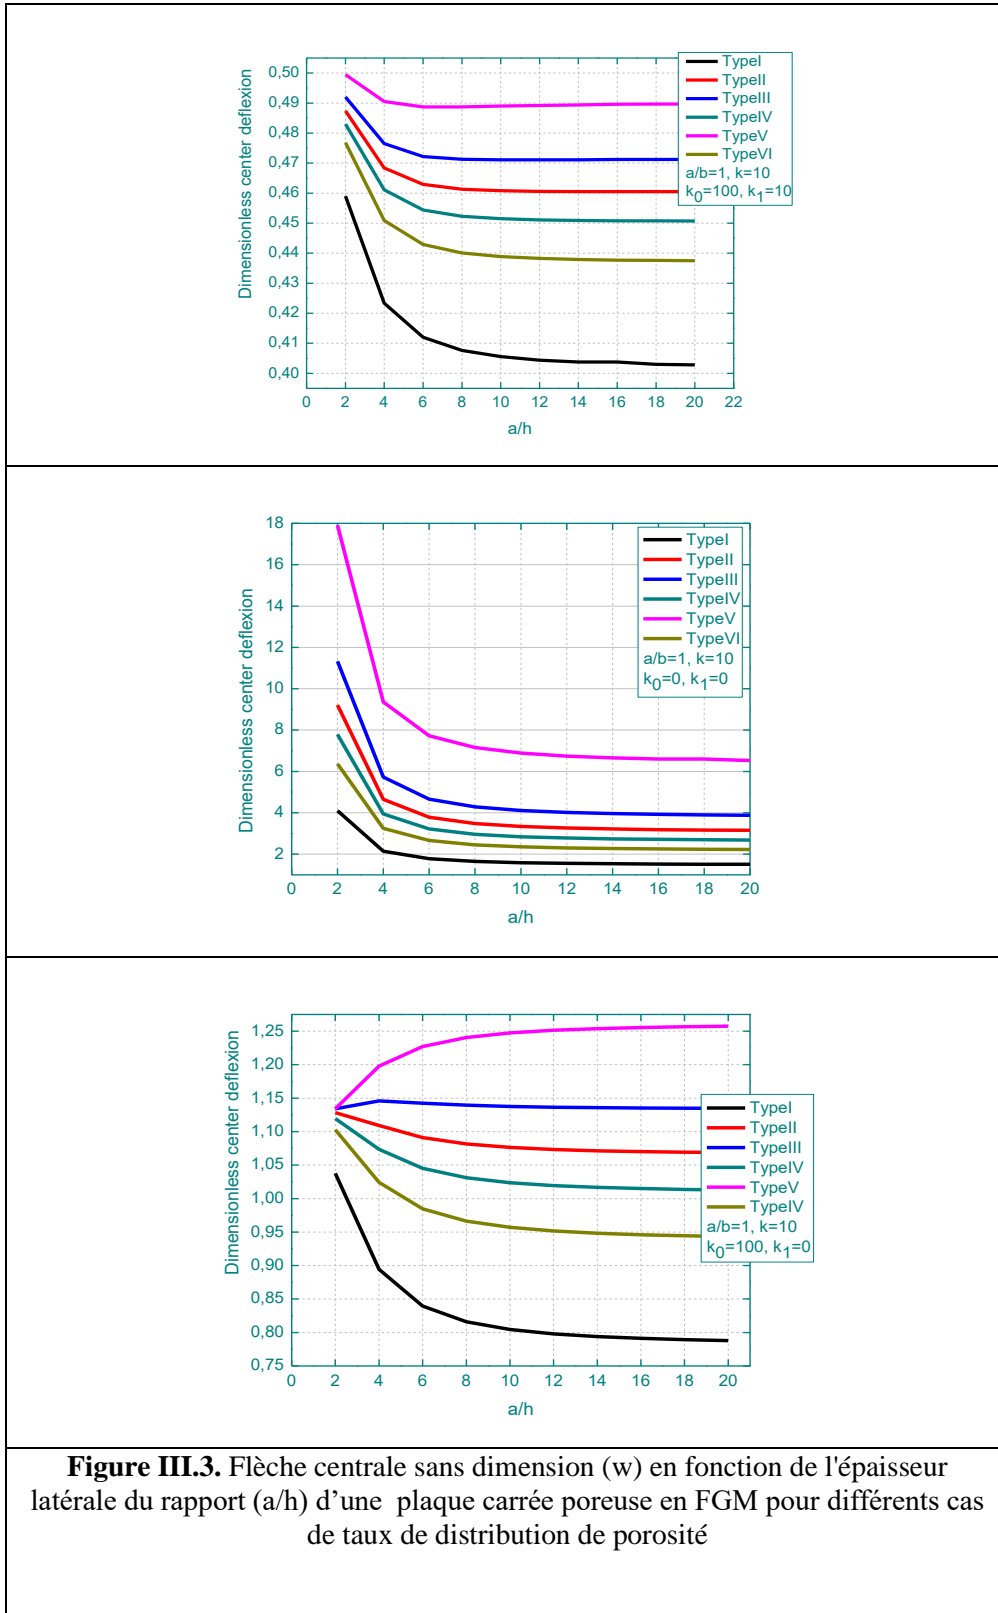 TypeI
TypeII
TypeIII
TypeIV
TypeV
TypeVI
a/b=1, k=10
k0=100, k1=10
0,50
0,49
0,48
0,47
0,46
0,45
0,44
0,43
0,42
0,41
0,40
Dimensionless center deflexion
0 2 4 6 8 10 12 14 16 18 20 22
a/h
18
16
14
12
10
8
6
4
2
Dimensionless center deflexion
TypeI
TypeII
TypeIII
TypeIV
TypeV
TypeVI
a/b=1, k=10
k0=0, k1=0
0 2 4 6 8 10 12 14 16 18 20
a/h
1,25
1,20
1,15
1,10
1,05
1,00
0,95
0,90
0,85
0,80
0,75
Dimensionless center deflexion
TypeI
TypeII
TypeIII
TypeIV
TypeV
TypeIV
a/b=1, k=10
k0=100, k1=0
0 2 4 6 8 10 12 14 16 18 20
a/h
Figure III.3. Flèche centrale sans dimension (w) en fonction de l'épaisseur
latérale du rapport (a/h) d’une plaque carrée poreuse en FGM pour différents cas
de taux de distribution de porosité